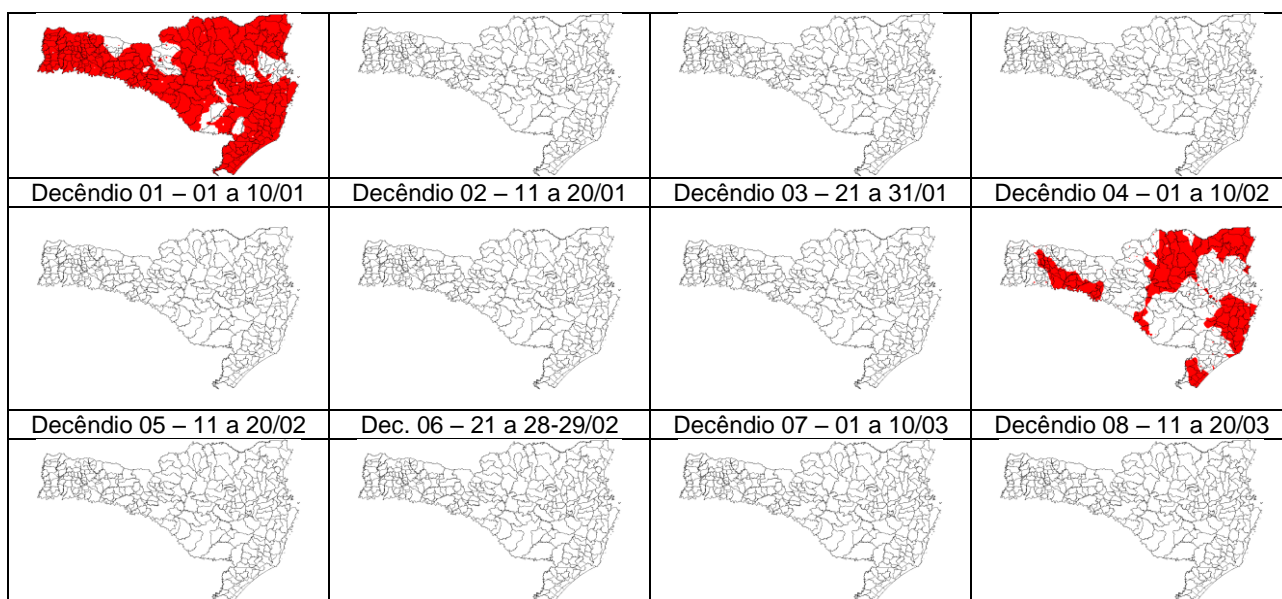 Decêndio 01 – 01 a 10/01
Decêndio 02 – 11 a 20/01
Decêndio 03 – 21 a 31/01
Decêndio 04 – 01 a 10/02
Decêndio 05 – 11 a 20/02
Dec. 06 – 21 a 28-29/02
Decêndio 07 – 01 a 10/03
Decêndio 08 – 11 a 20/03